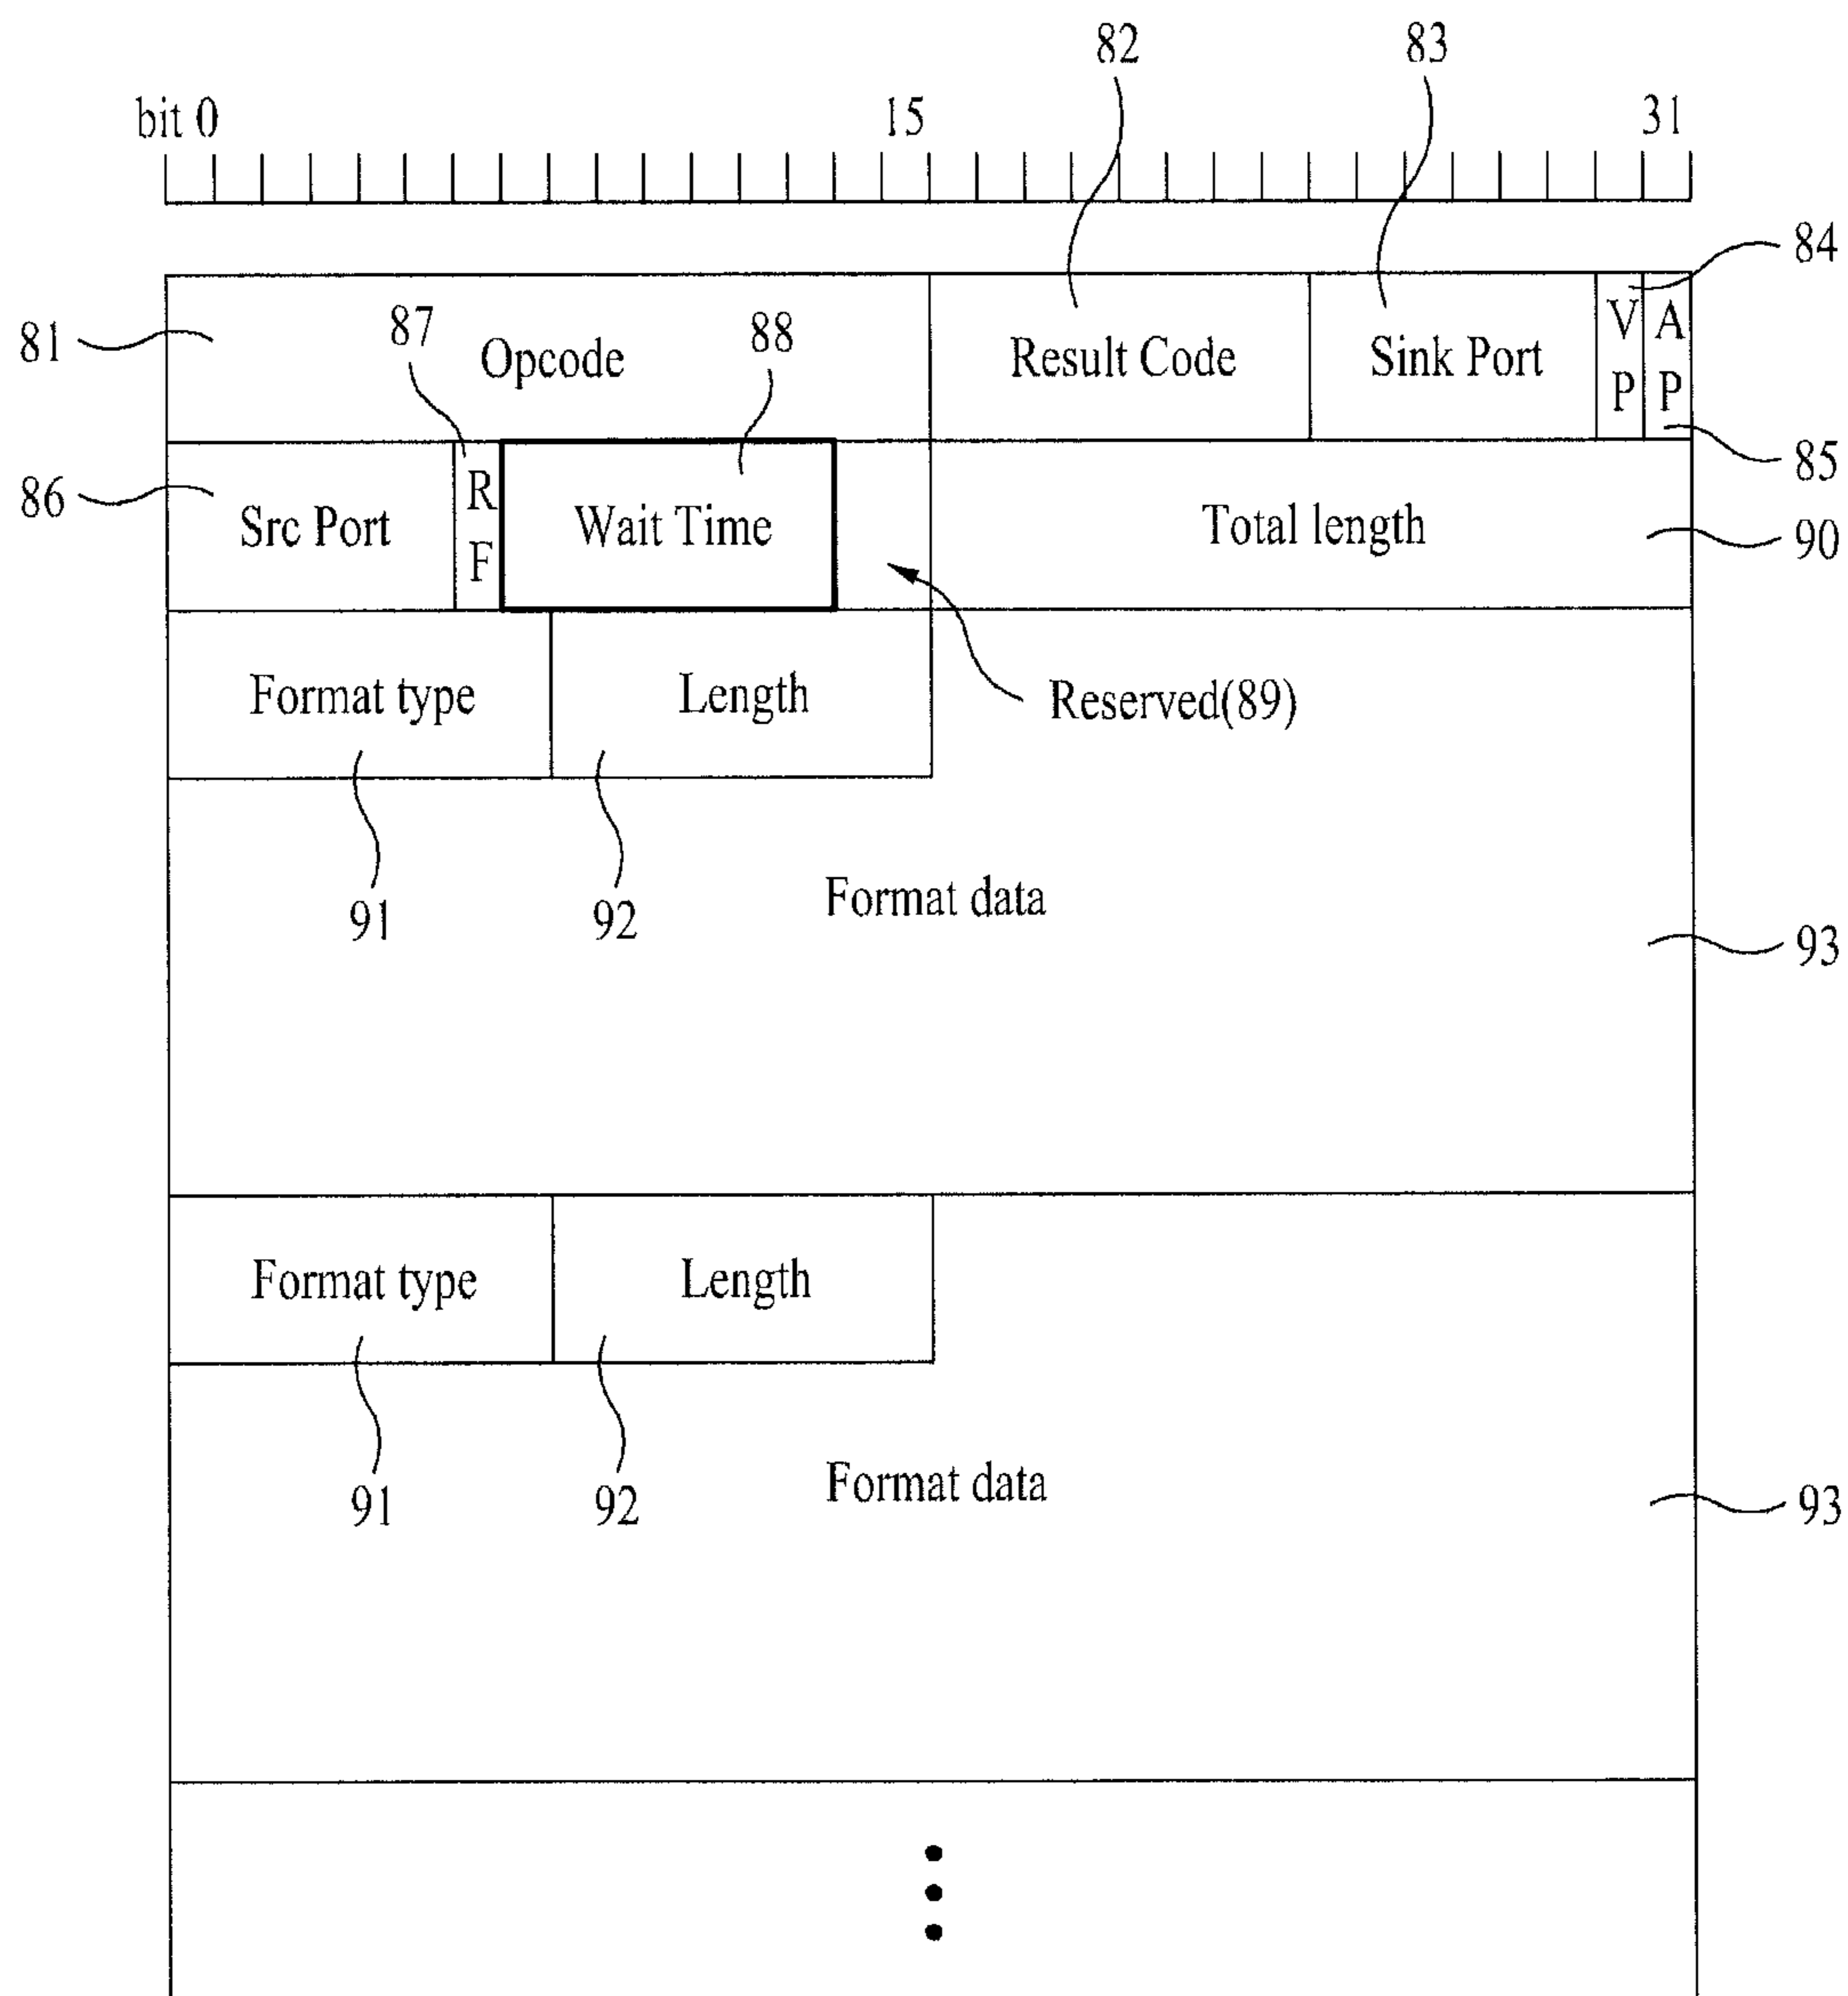 82 83
bit 0 15 31
84
81 Opcode 87 88 Result Code Sink Port V P A P
85
86 Src Port R F Wait Time Total length 90
Format type Length Reserved(89)
91 92 Format data
93
Format type Length
91 92 Format data 93